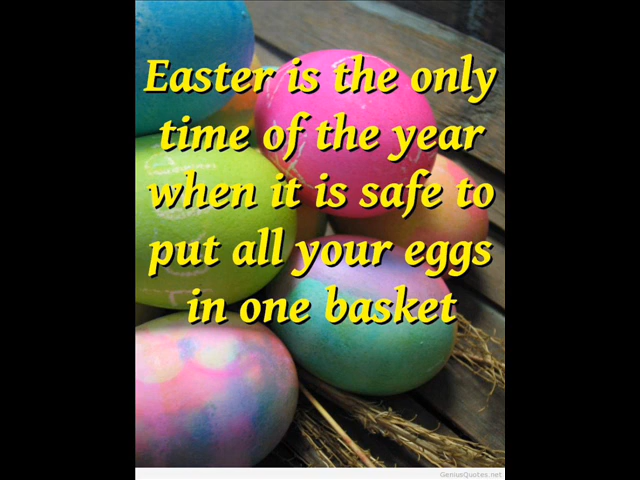 Easter is the only
time of the year
when it is safe to
put all your eggs
in one basket
GeniusQuotes.net